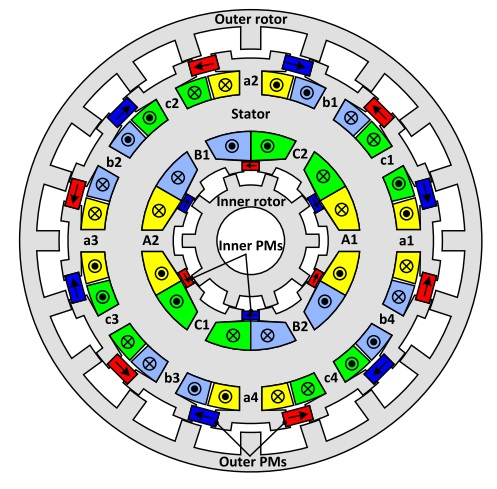 Outer rotor
a2
c2
b1
Stator
c1
b2
B1
C2
Inner rotor
a3
A2
Inner PMs
A1
a1
c3
C1
B2
b4
b3
a4
c4
Outer PMs